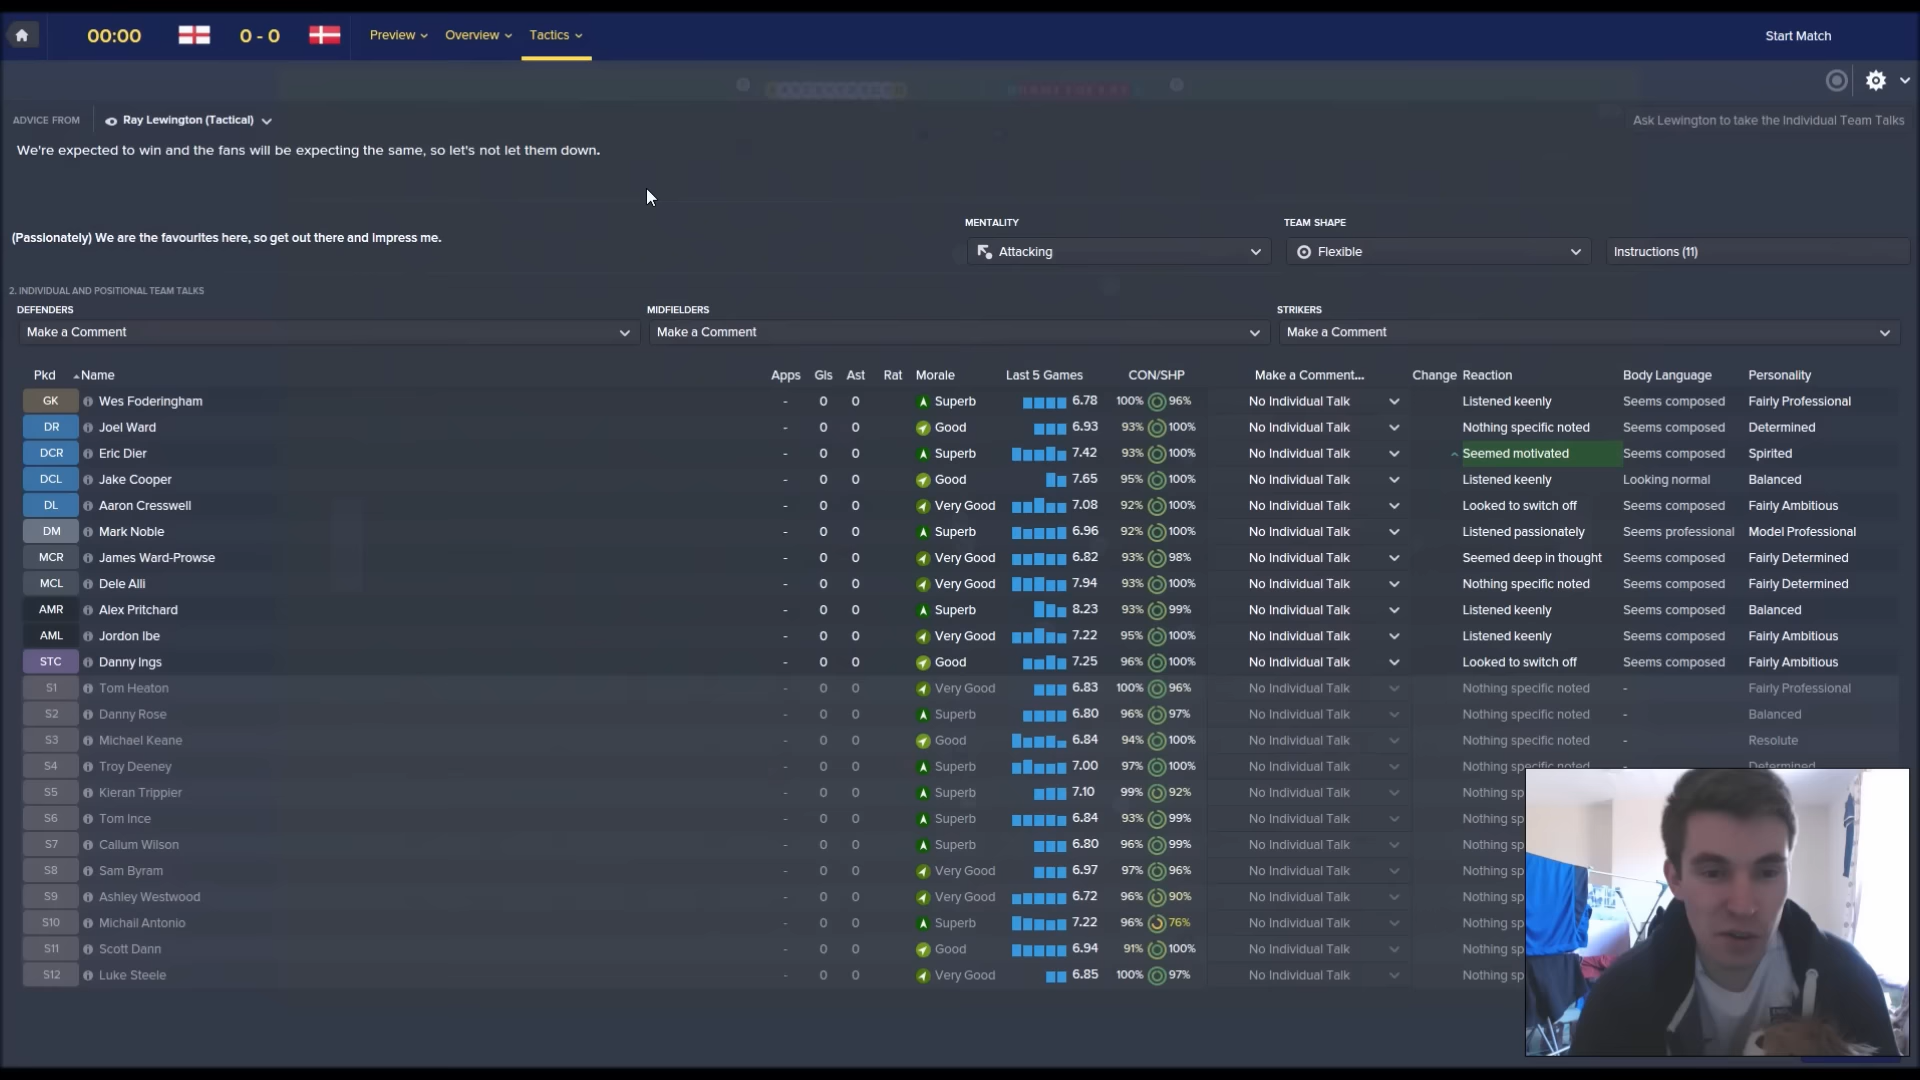 00:00 0 - 0 Preview Overview Tactics Start Match
ADVICE FROM Ray Lewington (Tactical) Ask Lewington to take the Individual Team Talks
We're expected to win and the fans will be expecting the same, so let's not let them down.
MENTALITY TEAM SHAPE
(Passionately) We are the favourites here, so get out there and impress me. Attacking Flexible Instructions (11)
2. INDIVIDUAL AND POSITIONAL TEAM TALKS
DEFENDERS MIDFIELDERS STRIKERS
Make a Comment Make a Comment Make a Comment
Pkd Name Apps Gls Ast Rat Morale Last 5 Games CON/SHP Make a Comment... Change Reaction Body Language Personality
GK Wes Foderingham - 0 0 Superb 6.78 100% 96% No Individual Talk Listened keenly Seems composed Fairly Professional
DR Joel Ward - 0 0 Good 6.93 93% 100% No Individual Talk Nothing specific noted Seems composed Determined
DCR Eric Dier - 0 0 Superb 7.42 93% 100% No Individual Talk Seemed motivated Seems composed Spirited
DCL Jake Cooper - 0 0 Good 7.65 95% 100% No Individual Talk Listened keenly Looking normal Balanced
DL Aaron Cresswell - 0 0 Very Good 7.08 92% 100% No Individual Talk Looked to switch off Seems composed Fairly Ambitious
DM Mark Noble - 0 0 Superb 6.96 92% 100% No Individual Talk Listened passionately Seems professional Model Professional
MCR James Ward-Prowse - 0 0 Very Good 6.82 93% 98% No Individual Talk Seemed deep in thought Seems composed Fairly Determined
MCL Dele Alli - 0 0 Very Good 7.94 93% 100% No Individual Talk Nothing specific noted Seems composed Fairly Determined
AMR Alex Pritchard - 0 0 Superb 8.23 93% 99% No Individual Talk Listened keenly Seems composed Balanced
AML Jordon Ibe - 0 0 Very Good 7.22 95% 100% No Individual Talk Listened keenly Seems composed Fairly Ambitious
STC Danny Ings - 0 0 Good 7.25 96% 100% No Individual Talk Looked to switch off Seems composed Fairly Ambitious
S1 Tom Heaton - 0 0 Very Good 6.83 100% 96% No Individual Talk Nothing specific noted - Fairly Professional
S2 Danny Rose - 0 0 Superb 6.80 96% 97% No Individual Talk Nothing specific noted - Balanced
S3 Michael Keane - 0 0 Good 6.84 94% 100% No Individual Talk Nothing specific noted - Resolute
S4 Troy Deeney - 0 0 Superb 7.00 97% 100% No Individual Talk Nothing specific noted - Determined
S5 Kieran Trippier - 0 0 Superb 7.10 99% 92% No Individual Talk Nothing sp
S6 Tom Ince - 0 0 Superb 6.84 93% 99% No Individual Talk Nothing sp
S7 Callum Wilson - 0 0 Superb 6.80 96% 99% No Individual Talk Nothing sp
S8 Sam Byram - 0 0 Very Good 6.97 97% 96% No Individual Talk Nothing sp
S9 Ashley Westwood - 0 0 Very Good 6.72 96% 90% No Individual Talk Nothing sp
S10 Michail Antonio - 0 0 Superb 7.22 96% 76% No Individual Talk Nothing sp
S11 Scott Dann - 0 0 Good 6.94 91% 100% No Individual Talk Nothing sp
S12 Luke Steele - 0 0 Very Good 6.85 100% 97% No Individual Talk Nothing sp